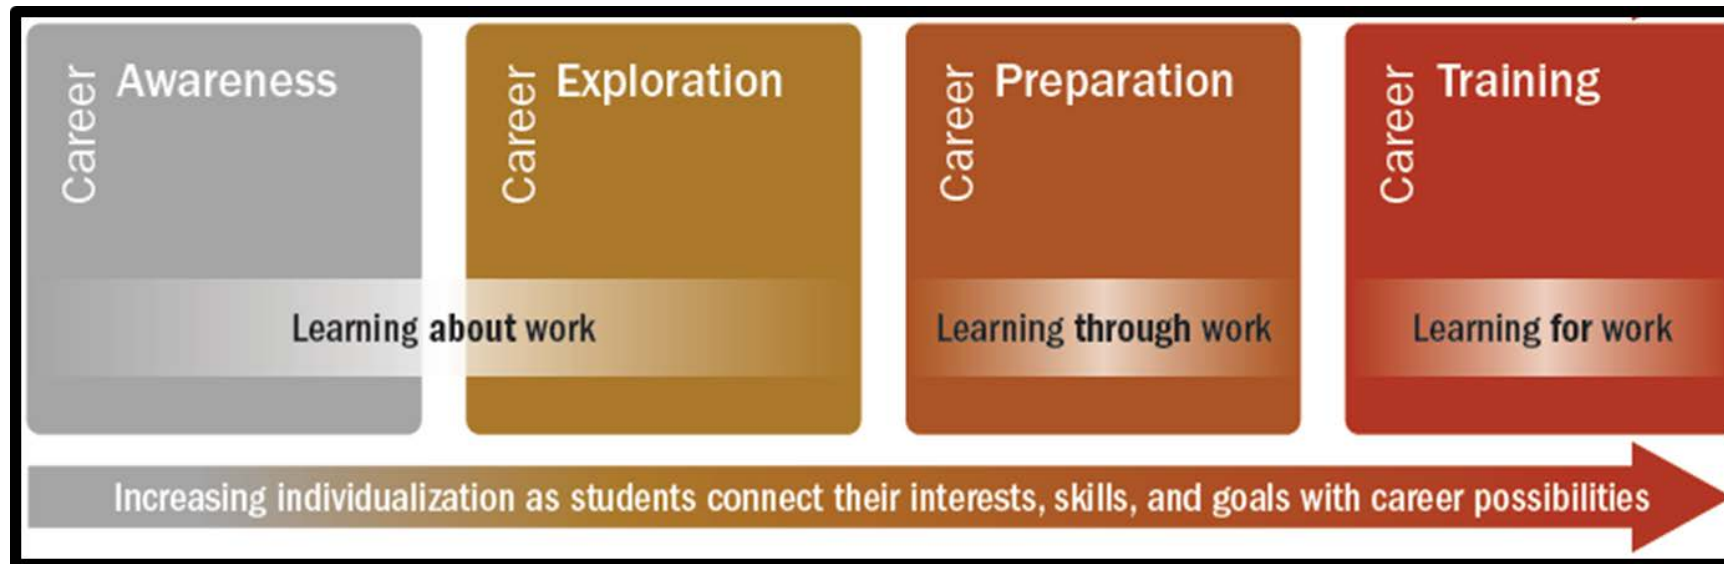 Career Awareness
Career Exploration
Career Preparation
Career Training
Learning about work
Learning through work
Learning for work
Increasing individualization as students connect their interests, skills, and goals with career possibilities